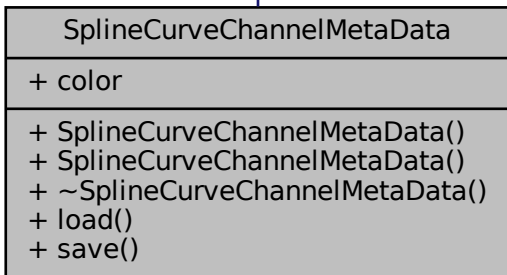 SplineCurveChannelMetaData
+ color
+ SplineCurveChannelMetaData()
+ SplineCurveChannelMetaData()
+ ~SplineCurveChannelMetaData()
+ load()
+ save()